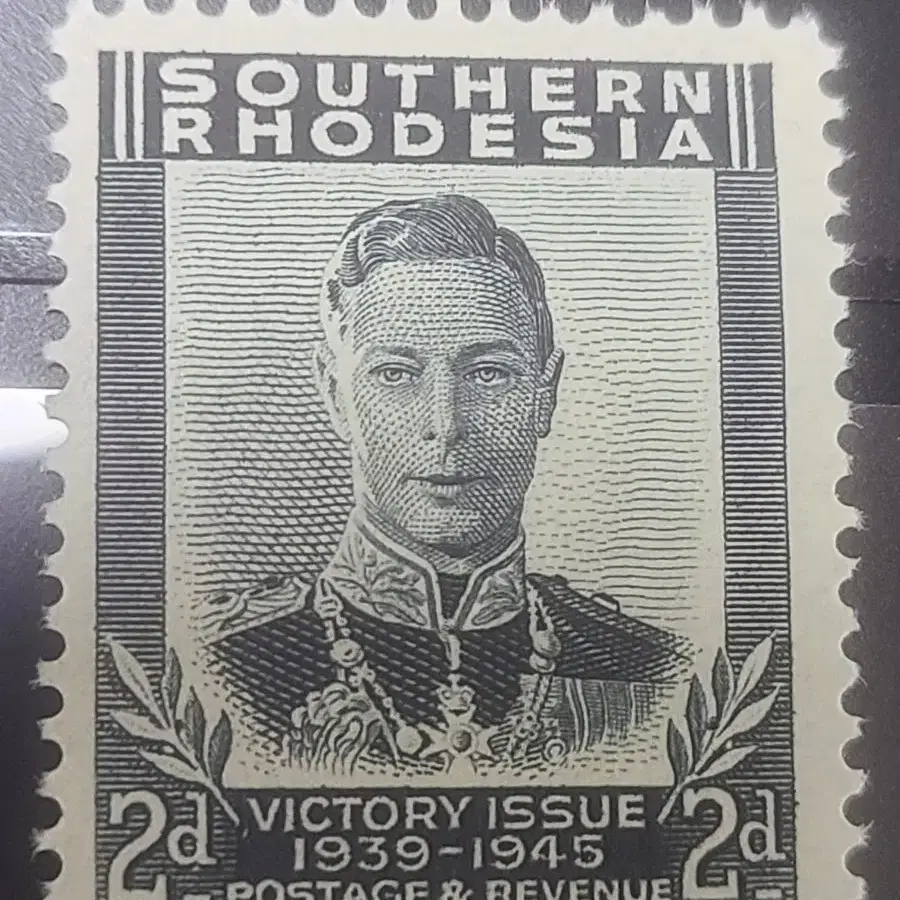 SOUTHERN
RHODESIA
2d VICTORY ISSUE 2d
1939-1945
POSTAGE & REVENUE